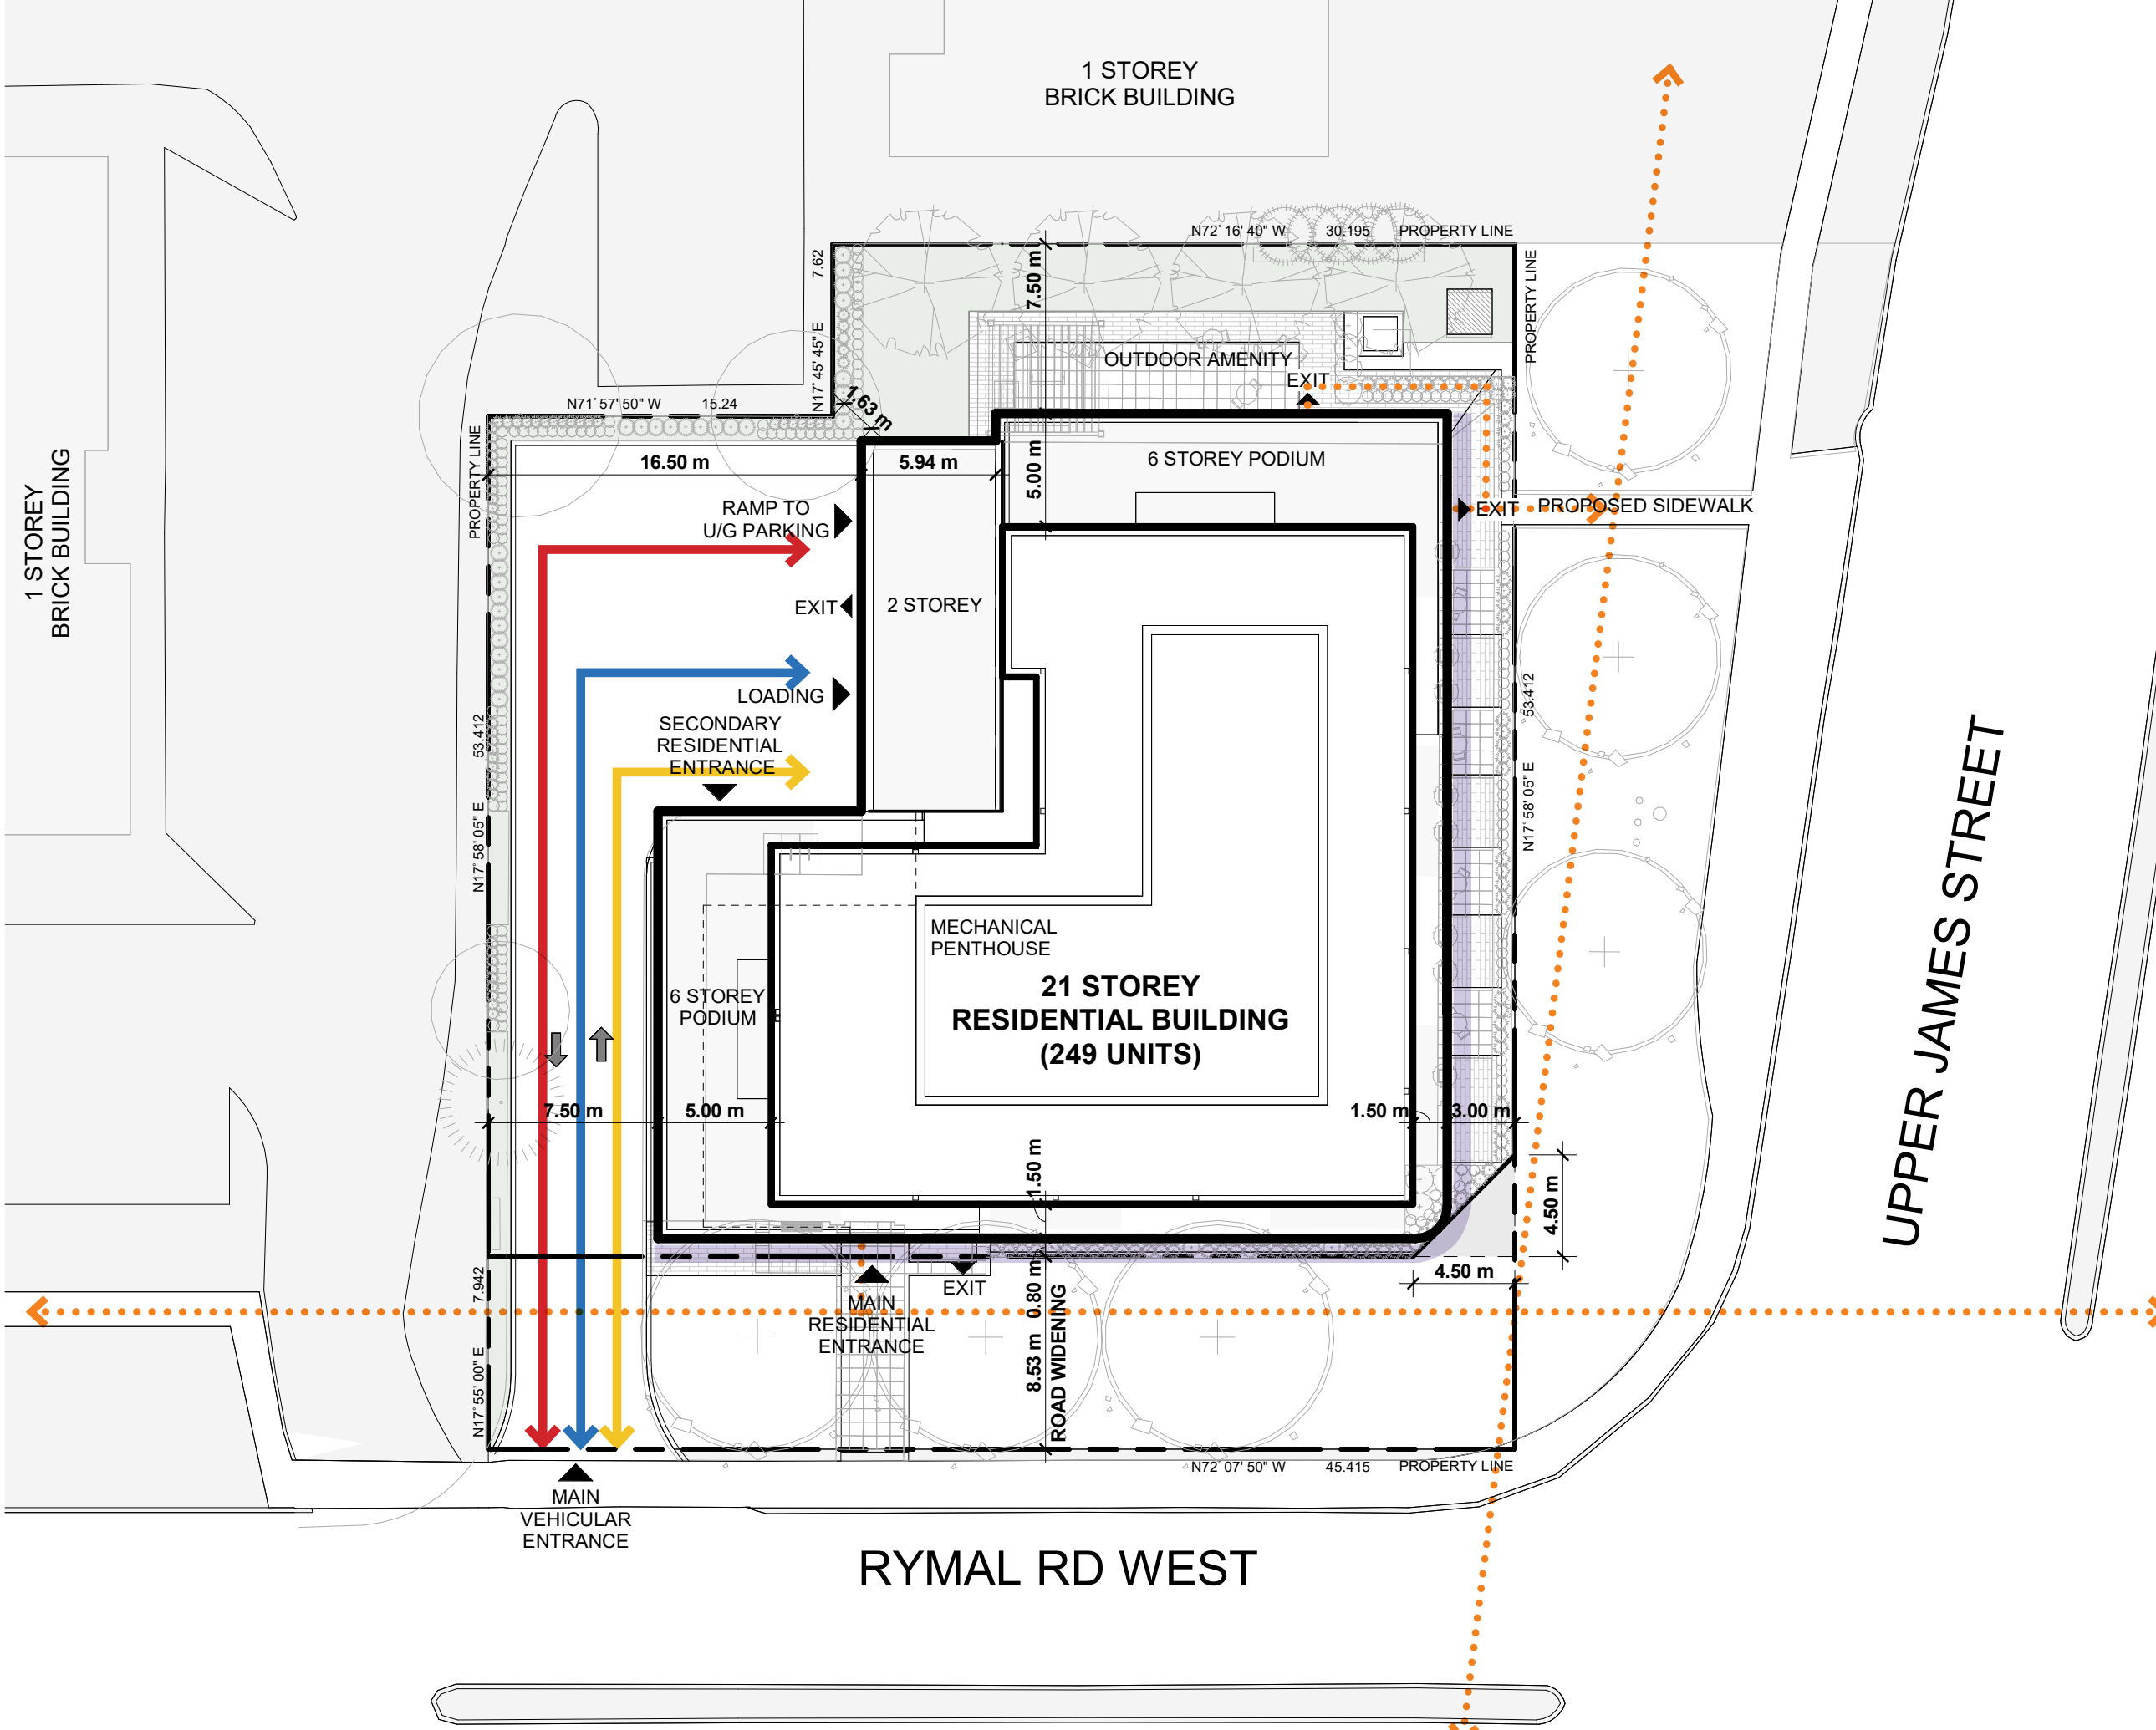 1 STOREY
BRICK BUILDING
N72° 16' 40" W 30.195 PROPERTY LINE
7.62
N17° 45' 45" E
7.50 m
PROPERTY LINE
OUTDOOR AMENITY
EXIT
N71° 57' 50" W 15.24
1.63 m
PROPERTY LINE
16.50 m
5.94 m
5.00 m
6 STOREY PODIUM
1 STOREY
BRICK BUILDING
RAMP TO
U/G PARKING
EXIT
PROPOSED SIDEWALK
EXIT
2 STOREY
LOADING
SECONDARY
RESIDENTIAL
ENTRANCE
53.412
N17° 58' 05" E
53.412
N17° 58' 05" E
UPPER JAMES STREET
MECHANICAL
PENTHOUSE
21 STOREY
RESIDENTIAL BUILDING
(249 UNITS)
6 STOREY
PODIUM
7.50 m
5.00 m
1.50 m
3.00 m
1.50 m
4.50 m
4.50 m
EXIT
MAIN
RESIDENTIAL
ENTRANCE
0.80 m
8.53 m
ROAD WIDENING
7.942
N17° 55' 00" E
N72° 07' 50" W 45.415 PROPERTY LINE
MAIN
VEHICULAR
ENTRANCE
RYMAL RD WEST